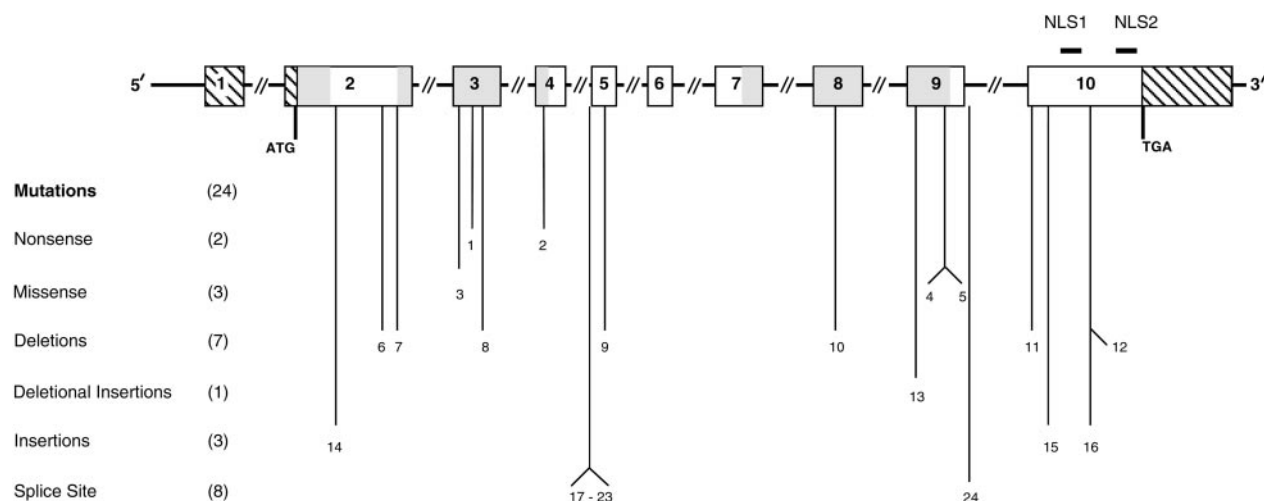 NLS1 NLS2
5′ 1 // 2 // 3 // 4 // 5 // 6 // 7 // 8 // 9 // 10 3′
ATG TGA
Mutations (24)
Nonsense (2) 1 2
Missense (3) 3 4 5
Deletions (7) 6 7 8 9 10 11 12
Deletional Insertions (1) 13
Insertions (3) 14 15 16
Splice Site (8) 17 - 23 24